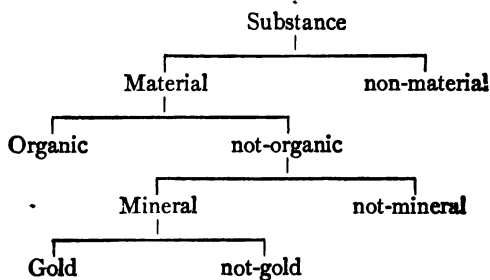 Substance
Material non-material
Organic not-organic
Mineral not-mineral
Gold not-gold